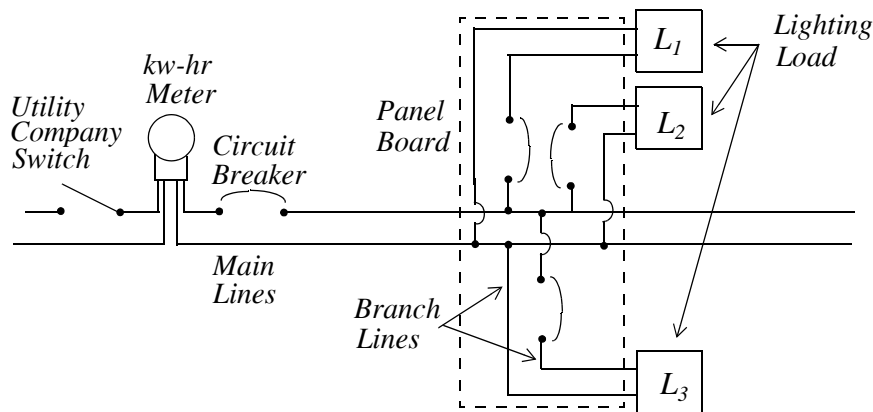 Utility
Company
Switch
kw-hr
Meter
Circuit
Breaker
Main
Lines
Panel
Board
Branch
Lines
L1
L2
L3
Lighting
Load